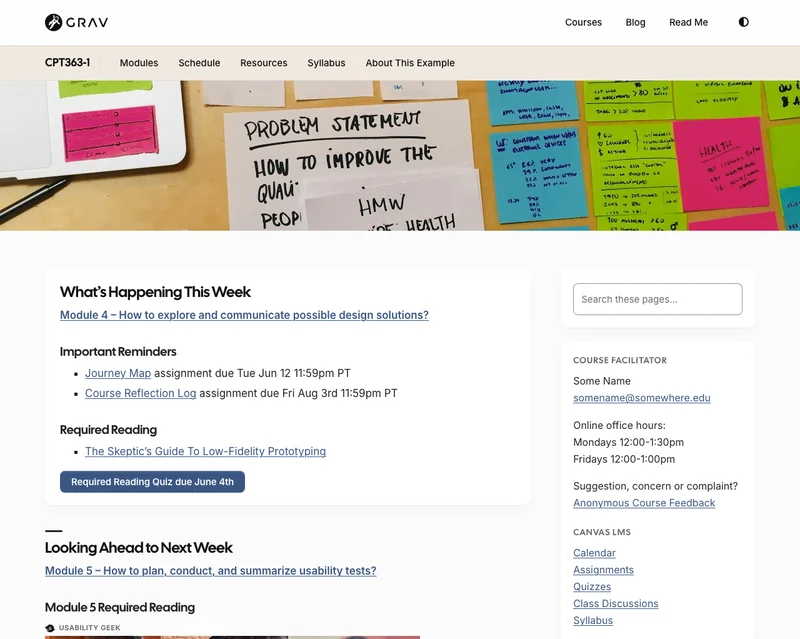 GRAV
Courses
Blog
Read Me
CPT363-1
Modules
Schedule
Resources
Syllabus
About This Example
PROBLEM STATEMENT
HOW TO IMPROVE THE
QUALI
PEOP
HMW
HEALTH
HEALTH
What's Happening This Week
Module 4 – How to explore and communicate possible design solutions?
Important Reminders
Journey Map assignment due Tue Jun 12 11:59pm PT
Course Reflection Log assignment due Fri Aug 3rd 11:59pm PT
Required Reading
The Skeptic's Guide To Low-Fidelity Prototyping
Required Reading Quiz due June 4th
Looking Ahead to Next Week
Module 5 – How to plan, conduct, and summarize usability tests?
Module 5 Required Reading
USABILITY GEEK
Search these pages...
COURSE FACILITATOR
Some Name
somename@somewhere.edu
Online office hours:
Mondays 12:00-1:30pm
Fridays 12:00-1:00pm
Suggestion, concern or complaint?
Anonymous Course Feedback
CANVAS LMS
Calendar
Assignments
Quizzes
Class Discussions
Syllabus